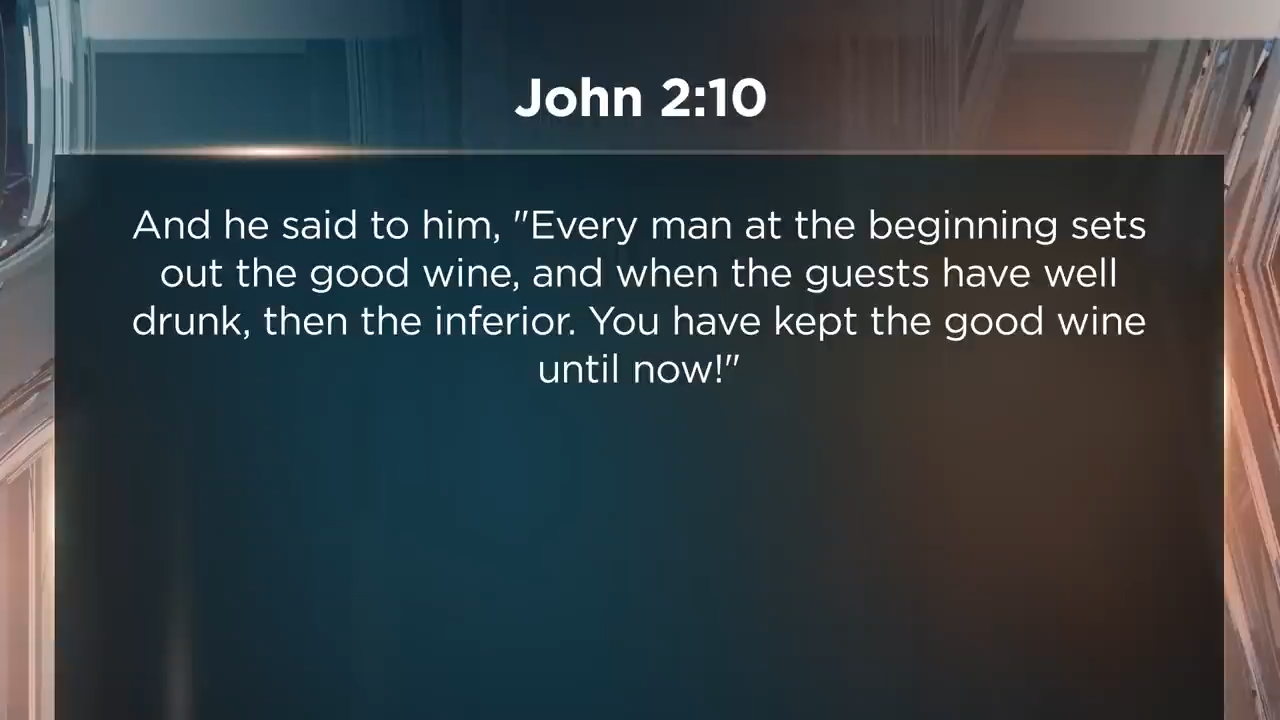 John 2:10
And he said to him, "Every man at the beginning sets
out the good wine, and when the guests have well
drunk, then the inferior. You have kept the good wine
until now!"